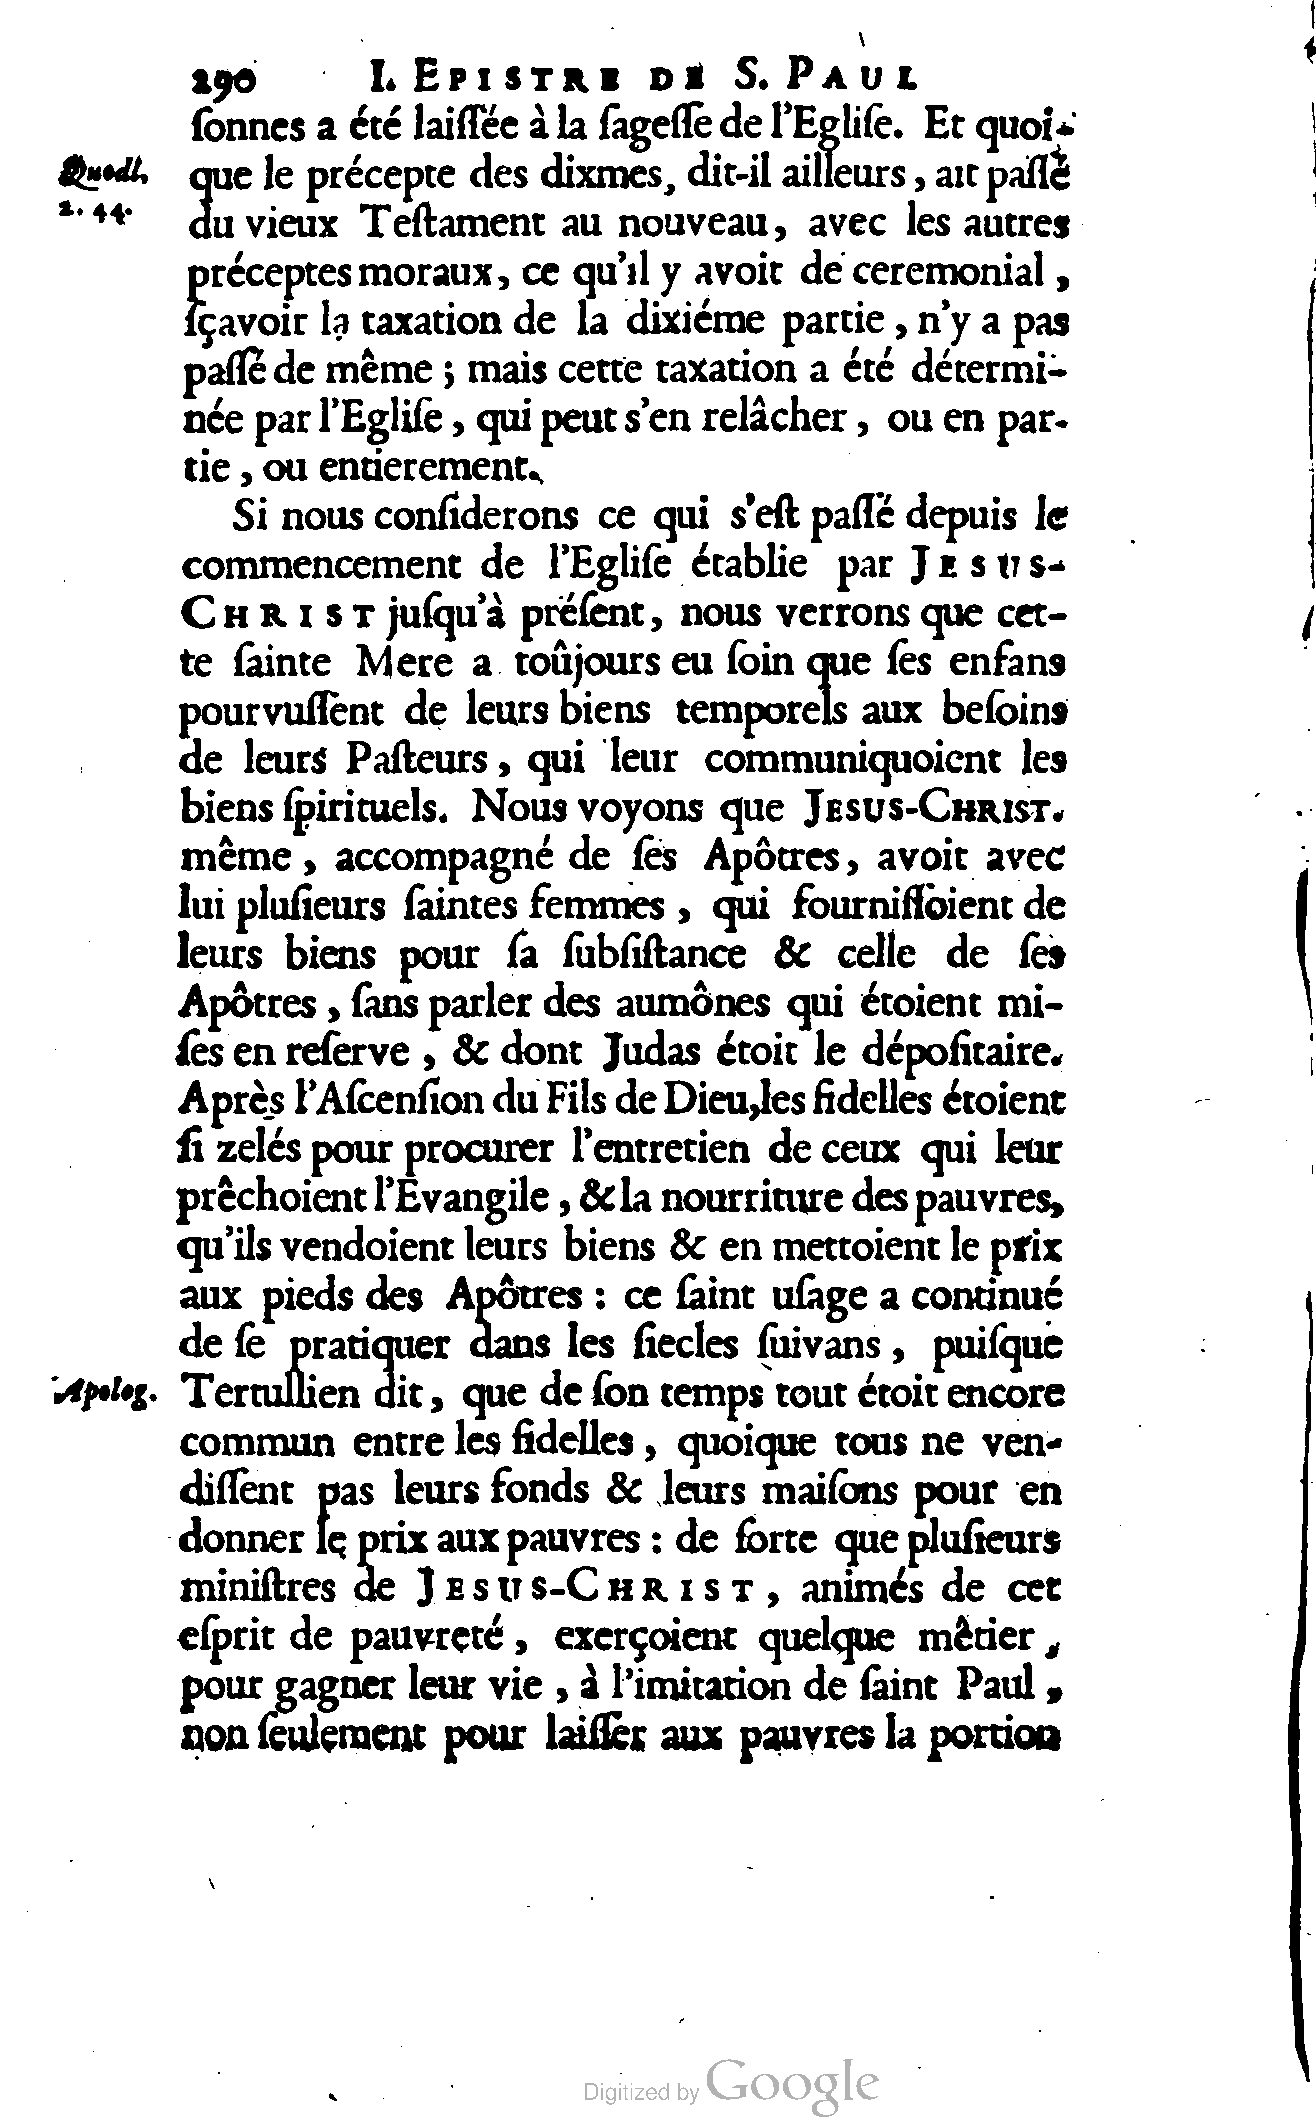 290 I. EPISTRE DE S. PAUL
ſonnes a été laiſſée à la ſageſſe de l'Egliſe. Et quoi-
Quodl. que le précepte des dixmes, dit-il ailleurs, ait paſſé
2. 44. du vieux Teſtament au nouveau, avec les autres
préceptes moraux, ce qu'il y avoit de ceremonial,
ſçavoir la taxation de la dixiéme partie, n'y a pas
paſſé de même; mais cette taxation a été détermi-
née par l'Egliſe, qui peut s'en relâcher, ou en par-
tie, ou entierement.
Si nous conſiderons ce qui s'eſt paſſé depuis le
commencement de l'Egliſe établie par JESUS-
CHRIST juſqu'à préſent, nous verrons que cet-
te ſainte Mere a toûjours eu ſoin que ſes enfans
pourvuſſent de leurs biens temporels aux beſoins
de leurs Paſteurs, qui leur communiquoient les
biens ſpirituels. Nous voyons que JESUS-CHRIST
même, accompagné de ſes Apôtres, avoit avec
lui pluſieurs ſaintes femmes, qui fourniſſoient de
leurs biens pour ſa ſubſiſtance & celle de ſes
Apôtres, ſans parler des aumônes qui étoient mi-
ſes en reſerve, & dont Judas étoit le dépoſitaire.
Après l'Aſcenſion du Fils de Dieu, les fidelles étoient
ſi zelés pour procurer l'entretien de ceux qui leur
prêchoient l'Evangile, & la nourriture des pauvres,
qu'ils vendoient leurs biens & en mettoient le prix
aux pieds des Apôtres: ce ſaint uſage a continué
de ſe pratiquer dans les ſiecles ſuivans, puiſque
Apolog. Tertullien dit, que de ſon temps tout étoit encore
commun entre les fidelles, quoique tous ne ven-
diſſent pas leurs fonds & leurs maiſons pour en
donner le prix aux pauvres: de ſorte que pluſieurs
miniſtres de JESUS-CHRIST, animés de cet
eſprit de pauvreté, exerçoient quelque mêtier,
pour gagner leur vie, à l'imitation de ſaint Paul,
non ſeulement pour laiſſer aux pauvres la portion
Digitized by Google